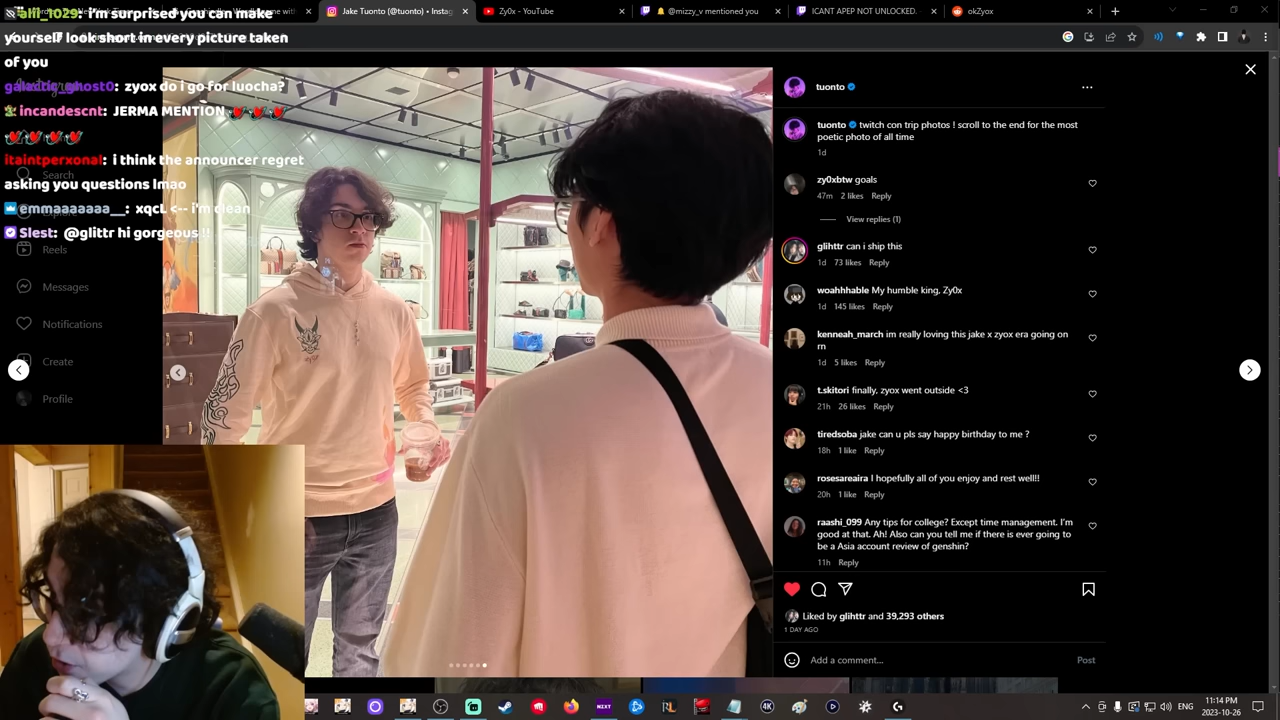 alfi_1029: i'm surprised you can make
yourself look short in every picture taken
of you
galactic_ghost0: zyox do i go for luocha?
incandescnt: JERMA MENTION
itaintperxonal: i think the announcer regret
asking you questions lmao
emmaaaaaaa__: xqcL <-- i'm clean
Slest: @glittr hi gorgeous !!
Jake Tuonto (@tuonto) • Instag
Zy0x - YouTube
@mizzy_v mentioned you
ICANT APEP NOT UNLOCKED.
okZyox
Search
Reels
Messages
Notifications
Create
Profile
tuonto
tuonto twitch con trip photos ! scroll to the end for the most
poetic photo of all time
1d
zy0xbtw goals
47m 2 likes Reply
View replies (1)
glihttr can i ship this
1d 73 likes Reply
woahhhable My humble king, Zy0x
1d 145 likes Reply
kenneah_march im really loving this jake x zyox era going on
rn
1d 5 likes Reply
t.skitori finally, zyox went outside <3
21h 26 likes Reply
tiredsoba jake can u pls say happy birthday to me ?
18h 1 like Reply
rosesareaira I hopefully all of you enjoy and rest well!!
20h 1 like Reply
raashi_099 Any tips for college? Except time management. I'm
good at that. Ah! Also can you tell me if there is ever going to
be a Asia account review of genshin?
11h Reply
Liked by glihttr and 39,293 others
1 DAY AGO
Add a comment...
Post
NZXT
4K
ENG
11:14 PM
2023-10-26